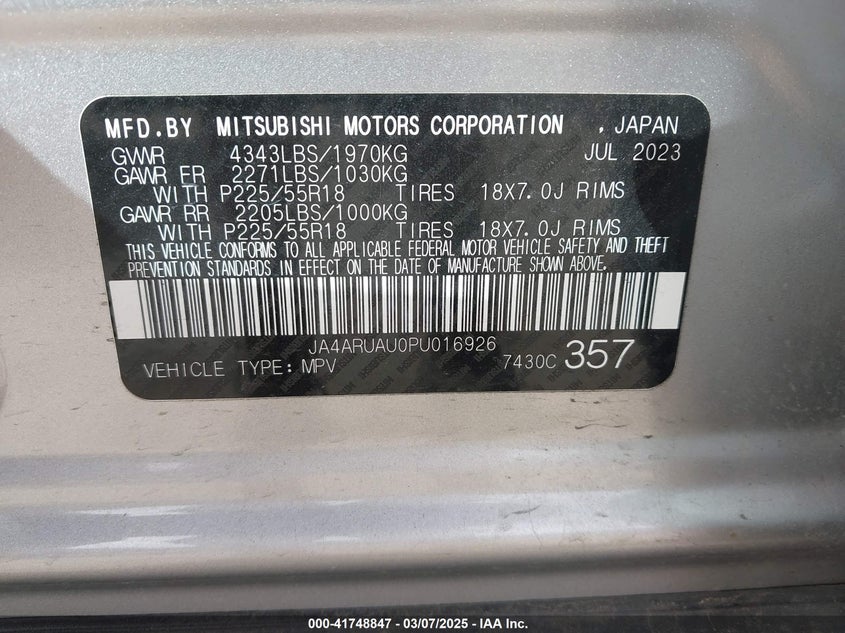 MFD.BY MITSUBISHI MOTORS CORPORATION , JAPAN
GVWR 4343LBS/1970KG JUL 2023
GAWR FR 2271LBS/1030KG
WITH P225/55R18 TIRES 18X7.0J RIMS
GAWR RR 2205LBS/1000KG
WITH P225/55R18 TIRES 18X7.0J RIMS
THIS VEHICLE CONFORMS TO ALL APPLICABLE FEDERAL MOTOR VEHICLE SAFETY AND THEFT
PREVENTION STANDARDS IN EFFECT ON THE DATE OF MANUFACTURE SHOWN ABOVE.
JA4ARUAU0PU016926
VEHICLE TYPE: MPV 7430C 357
000-41748847 — 03/07/2025 — IAA Inc.